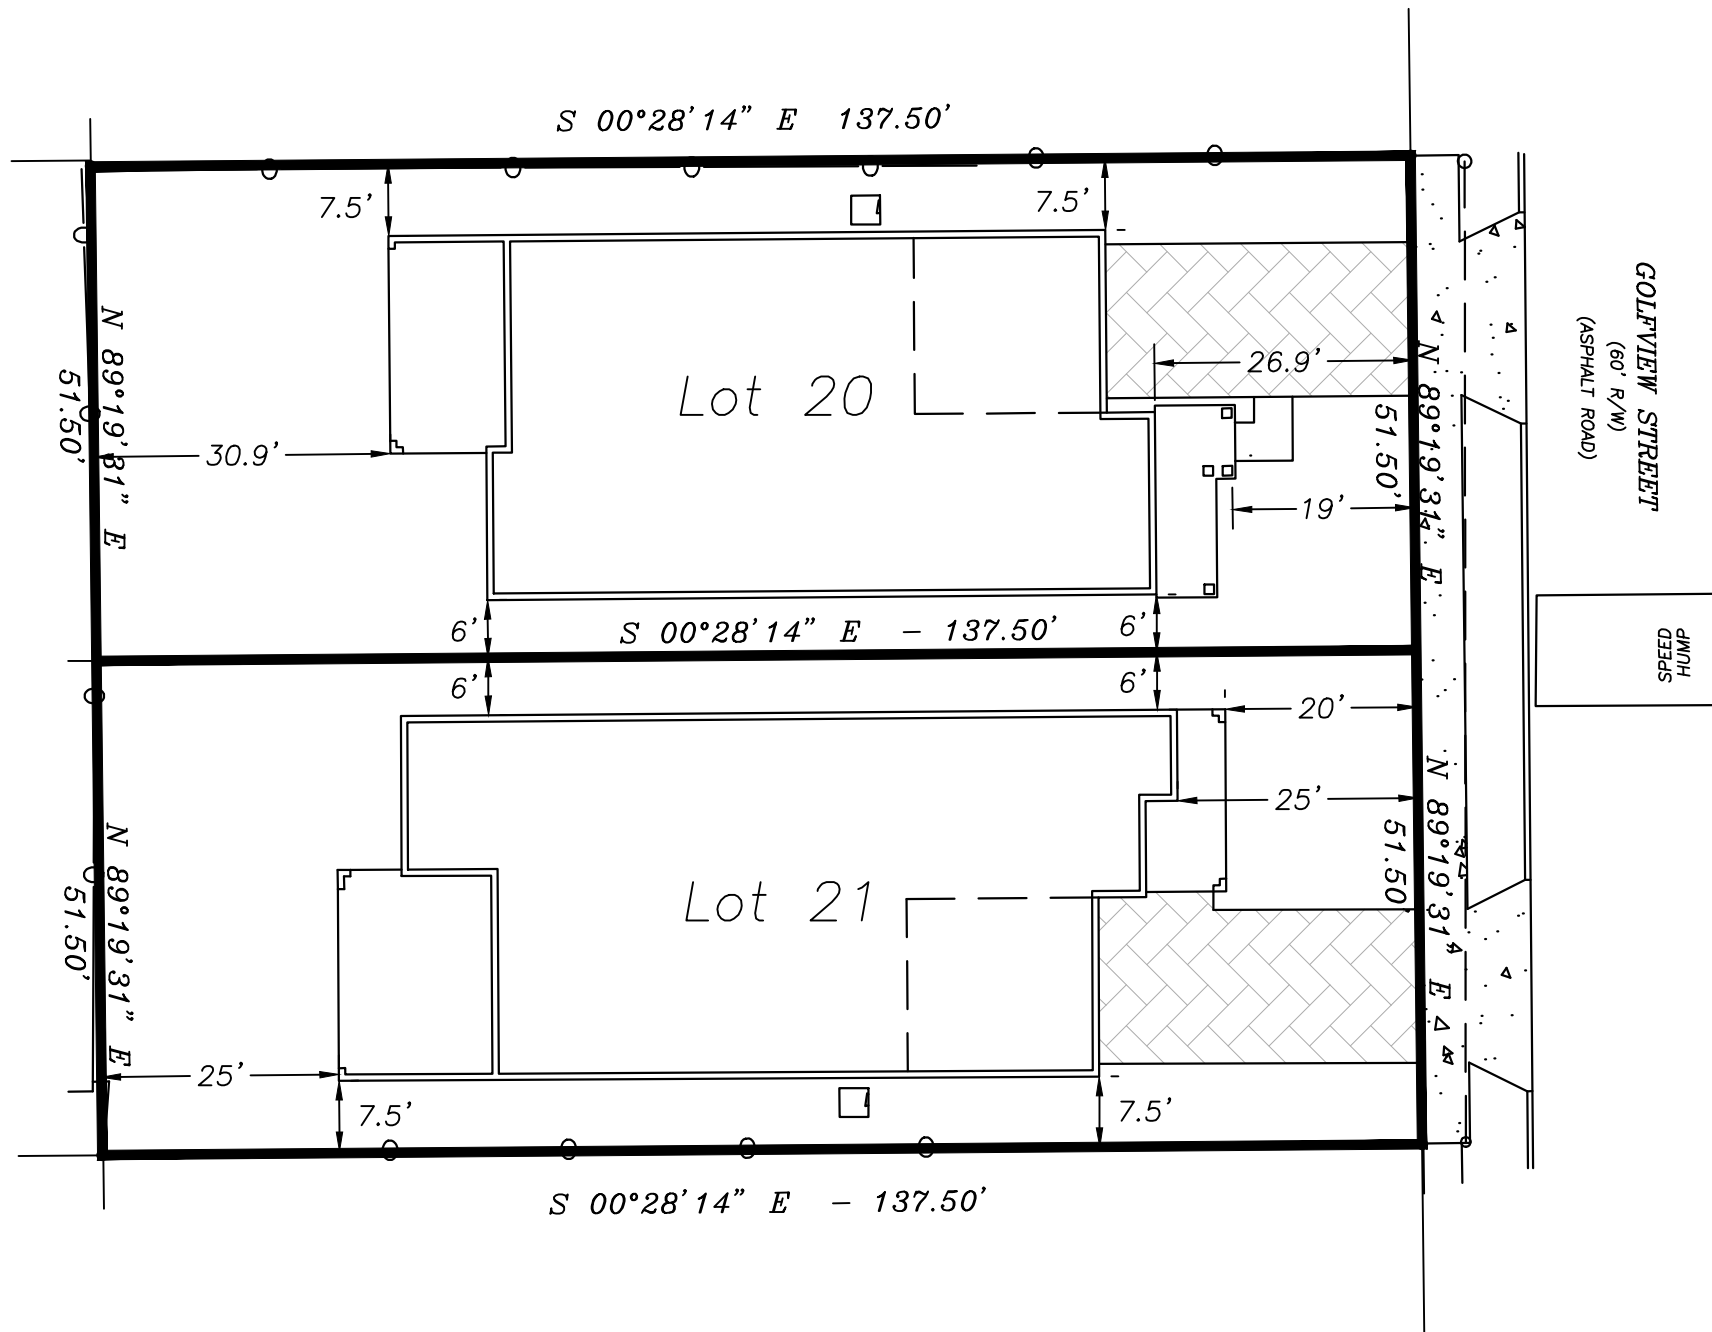 S 00°28'14" E 137.50'
7.5'
7.5'
N 89°19'31" E
51.50'
Lot 20
26.9'
30.9'
19'
N 89°19'31" E
51.50'
GOLFVIEW STREET
(60' R/W)
(ASPHALT ROAD)
6'
S 00°28'14" E - 137.50'
6'
SPEED
HUMP
6'
6'
20'
25'
N 89°19'31" E
51.50'
Lot 21
N 89°19'31" E
51.50'
25'
7.5'
7.5'
S 00°28'14" E - 137.50'